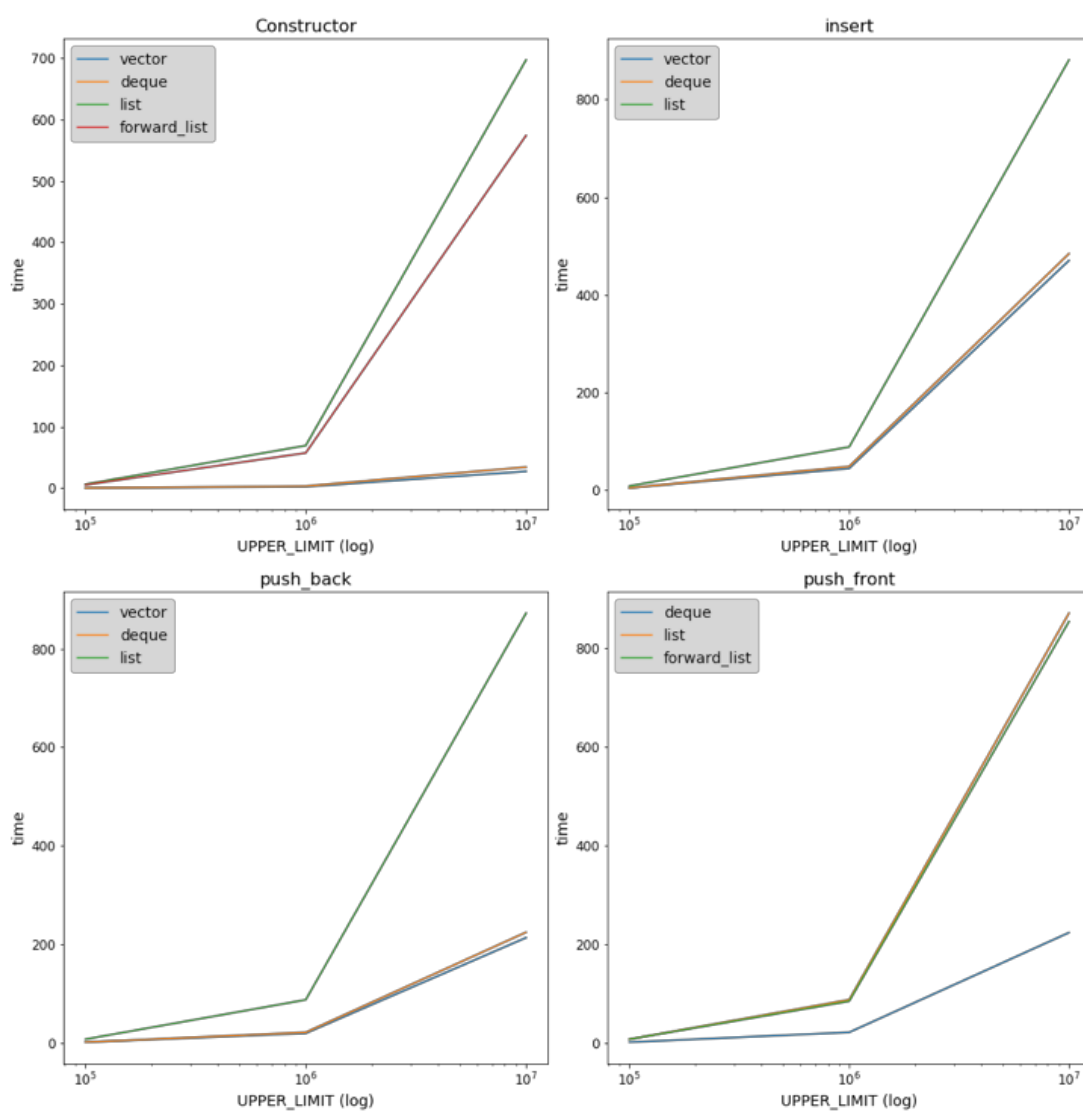 Constructor
vector
deque
list
forward_list
700
600
500
400
300
200
100
0
time
10^5
10^6
10^7
UPPER_LIMIT (log)
insert
vector
deque
list
800
600
400
200
0
time
10^5
10^6
10^7
UPPER_LIMIT (log)
push_back
vector
deque
list
800
600
400
200
0
time
10^5
10^6
10^7
UPPER_LIMIT (log)
push_front
deque
list
forward_list
800
600
400
200
0
time
10^5
10^6
10^7
UPPER_LIMIT (log)